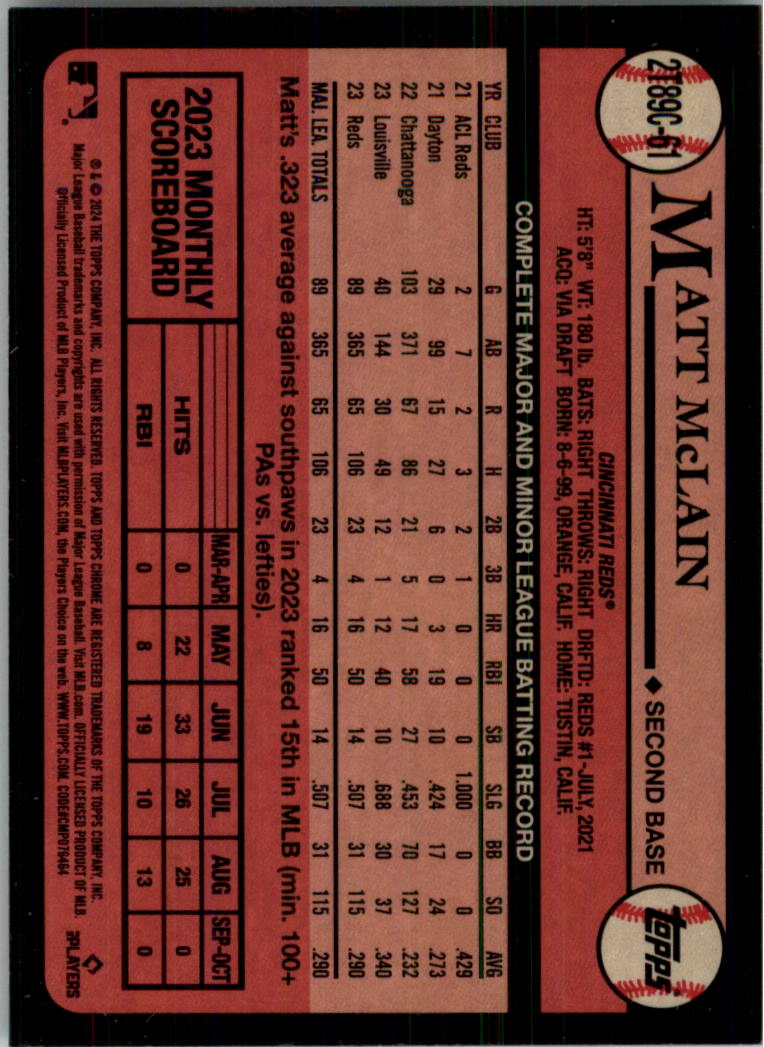 2T89C-61
MATT McLAIN
◆ SECOND BASE
topps®
CINCINNATI REDS®
HT: 5'8" WT: 180 lb. BATS: RIGHT THROWS: RIGHT DRFTD: REDS #1-JULY, 2021
ACQ: VIA DRAFT BORN: 8-6-99, ORANGE, CALIF. HOME: TUSTIN, CALIF.
COMPLETE MAJOR AND MINOR LEAGUE BATTING RECORD
YR CLUB G AB R H 2B 3B HR RBI SB SLG BB SO AVG
21 ACL Reds 2 7 2 3 2 1 0 0 0 1.000 0 0 .429
21 Dayton 29 99 15 27 6 0 3 19 10 .424 17 24 .273
22 Chattanooga 103 371 67 86 21 5 17 58 27 .453 70 127 .232
23 Louisville 40 144 30 49 12 1 12 40 10 .688 30 37 .340
23 Reds 89 365 65 106 23 4 16 50 14 .507 31 115 .290
MAJ. LEA. TOTALS 89 365 65 106 23 4 16 50 14 .507 31 115 .290
Matt's .323 average against southpaws in 2023 ranked 15th in MLB (min. 100+
PAs vs. lefties).
2023 MONTHLY
SCOREBOARD
MAR-APR MAY JUN JUL AUG SEP-OCT
HITS 0 22 33 26 25 0
RBI 0 8 19 10 13 0
® & © 2024 THE TOPPS COMPANY, INC. ALL RIGHTS RESERVED. TOPPS AND TOPPS CHROME ARE REGISTERED TRADEMARKS OF THE TOPPS COMPANY, INC.
Major League Baseball trademarks and copyrights are used with permission of Major League Baseball. Visit MLB.com. OFFICIALLY LICENSED PRODUCT OF MLB.
Officially Licensed Product of MLB Players, Inc. Visit MLBPLAYERS.COM, the Players Choice on the web. WWW.TOPPS.COM. CODE#CMP076464
PLAYERS